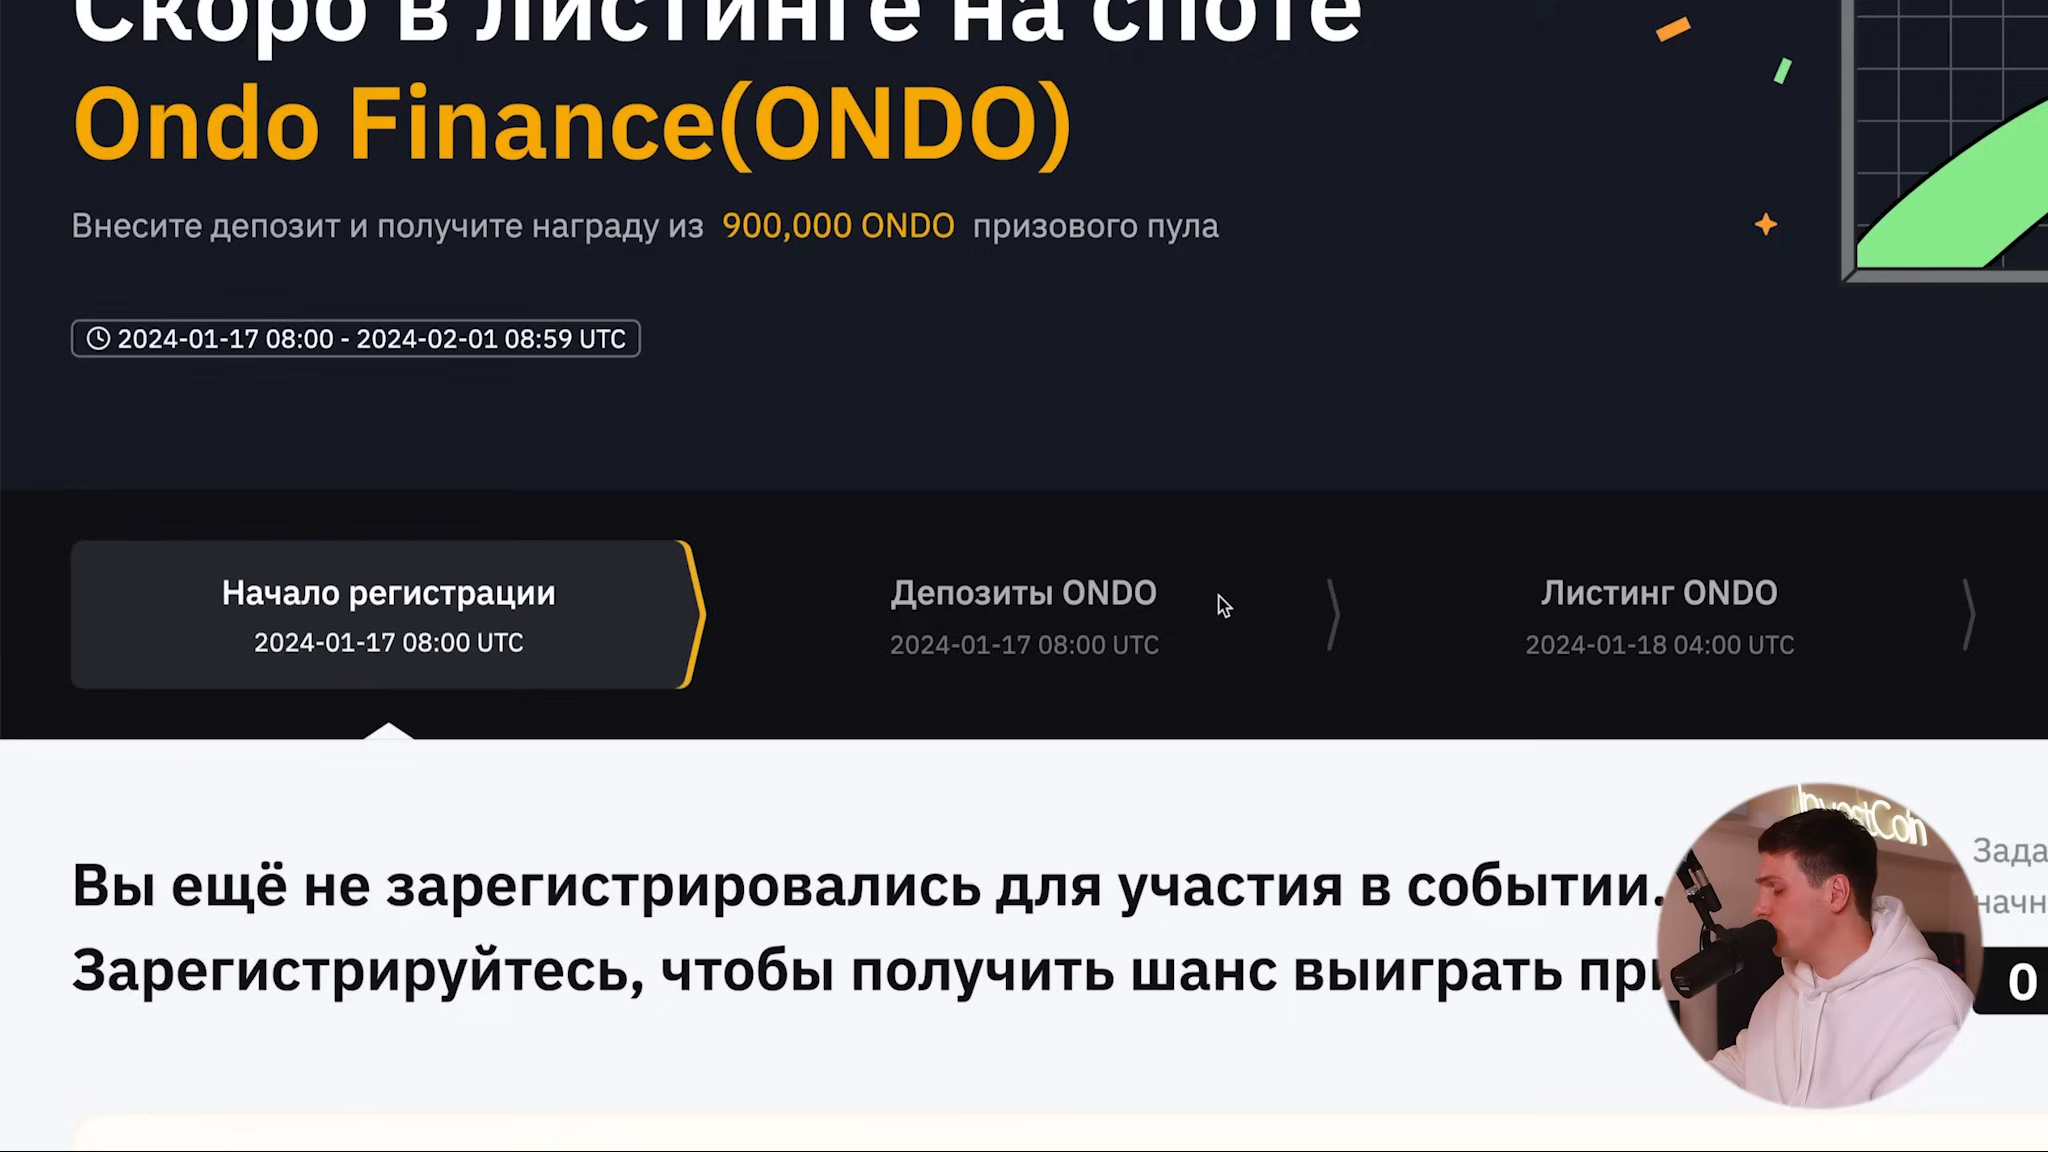 Скоро в листинге на споте
Ondo Finance(ONDO)
Внесите депозит и получите награду из 900,000 ONDO призового пула
2024-01-17 08:00 - 2024-02-01 08:59 UTC
Начало регистрации
2024-01-17 08:00 UTC
Депозиты ONDO
2024-01-17 08:00 UTC
Листинг ONDO
2024-01-18 04:00 UTC
Вы ещё не зарегистрировались для участия в событии.
Зарегистрируйтесь, чтобы получить шанс выиграть
InvestCoin
0